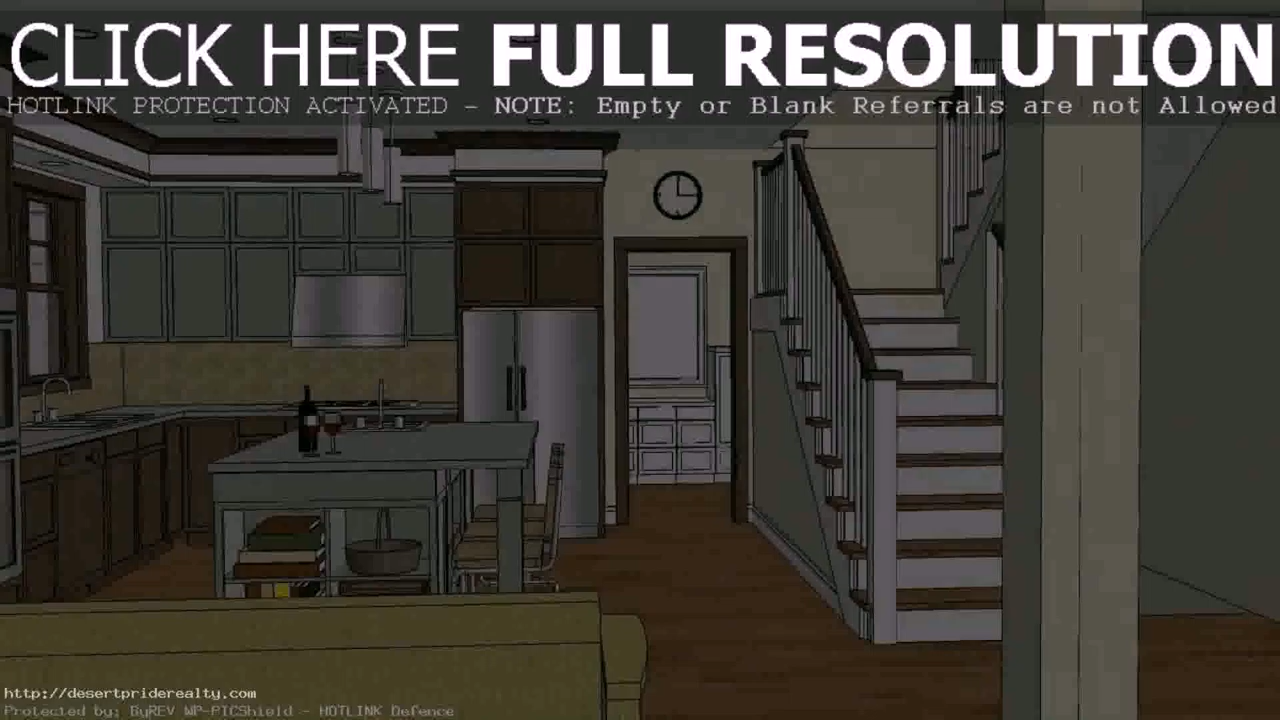 CLICK HERE FULL RESOLUTION
HOTLINK PROTECTION ACTIVATED - NOTE: Empty or Blank Referrals are not Allowed
http://desertpriderealty.com
Protected by: ByREV WP-PICShield - HOTLINK Defence